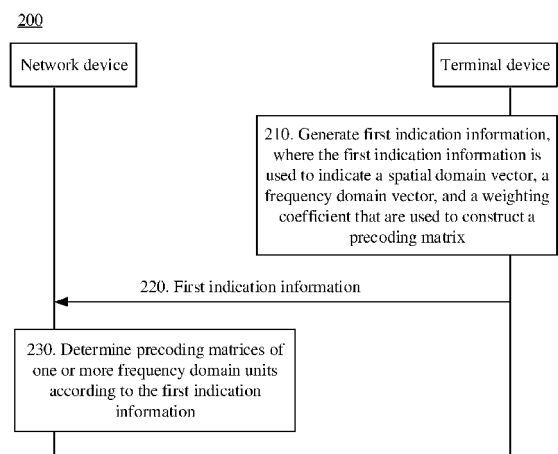 200
Network device
Terminal device
210. Generate first indication information,
where the first indication information is
used to indicate a spatial domain vector, a
frequency domain vector, and a weighting
coefficient that are used to construct a
precoding matrix
220. First indication information
230. Determine precoding matrices of
one or more frequency domain units
according to the first indication
information